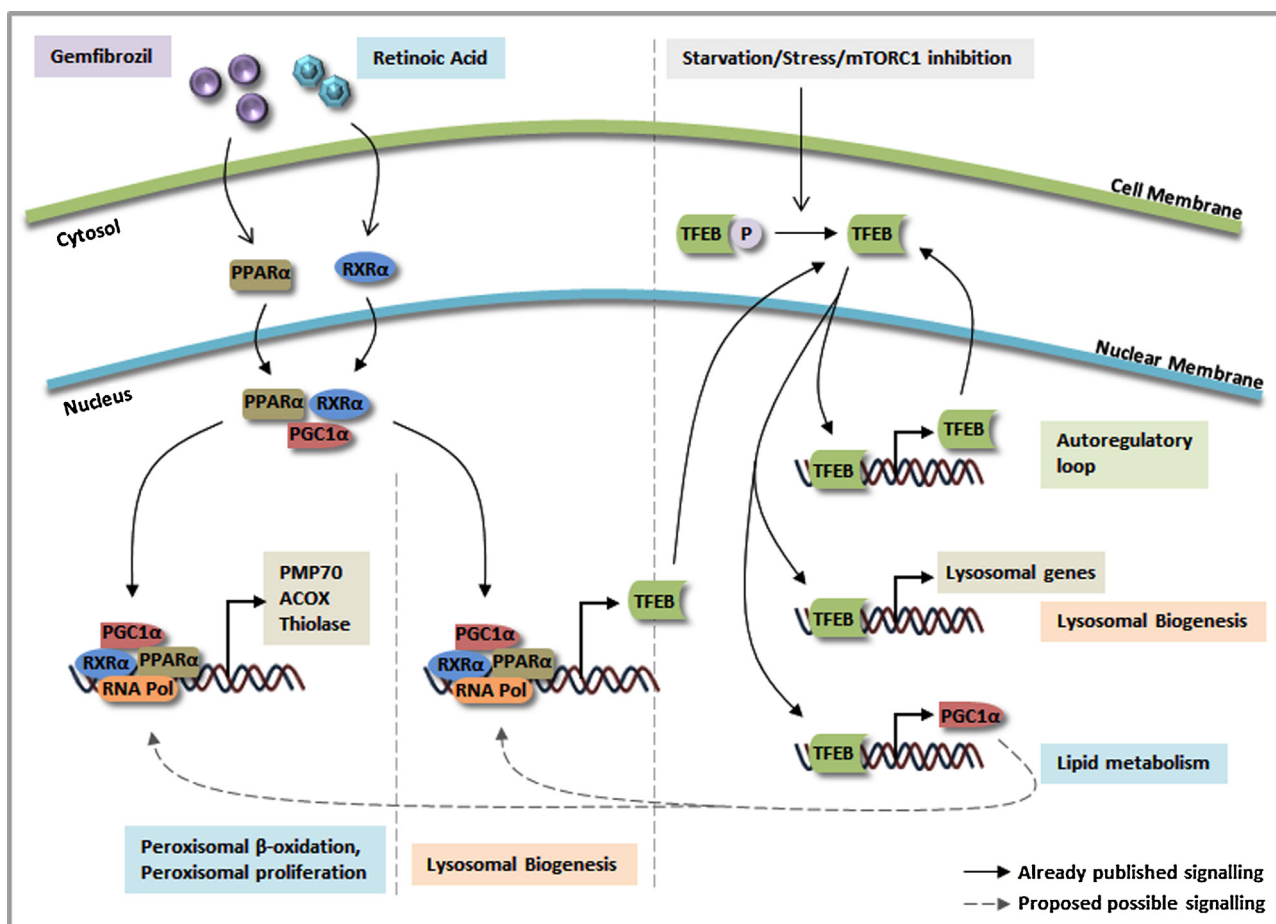 Gemfibrozil
Retinoic Acid
Starvation/Stress/mTORC1 inhibition
Cell Membrane
Cytosol
TFEB
P
TFEB
PPARα
RXRα
Nuclear Membrane
Nucleus
PPARα
RXRα
PGC1α
TFEB
TFEB
Autoregulatory
loop
PMP70
ACOX
Thiolase
Lysosomal genes
TFEB
TFEB
Lysosomal Biogenesis
PGC1α
RXRα
PPARα
RNA Pol
PGC1α
RXRα
PPARα
RNA Pol
PGC1α
TFEB
Lipid metabolism
Peroxisomal β-oxidation,
Peroxisomal proliferation
Lysosomal Biogenesis
Already published signalling
Proposed possible signalling